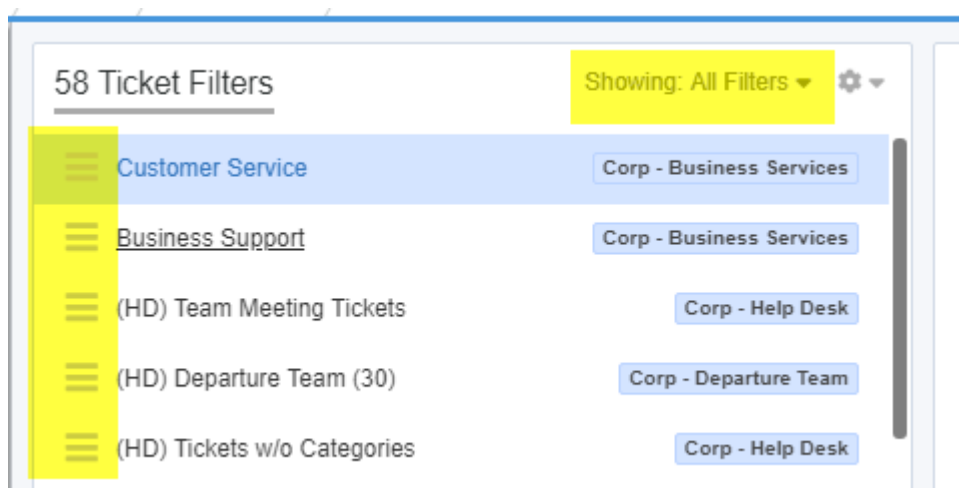 58 Ticket Filters Showing: All Filters
Customer Service Corp - Business Services
Business Support Corp - Business Services
(HD) Team Meeting Tickets Corp - Help Desk
(HD) Departure Team (30) Corp - Departure Team
(HD) Tickets w/o Categories Corp - Help Desk